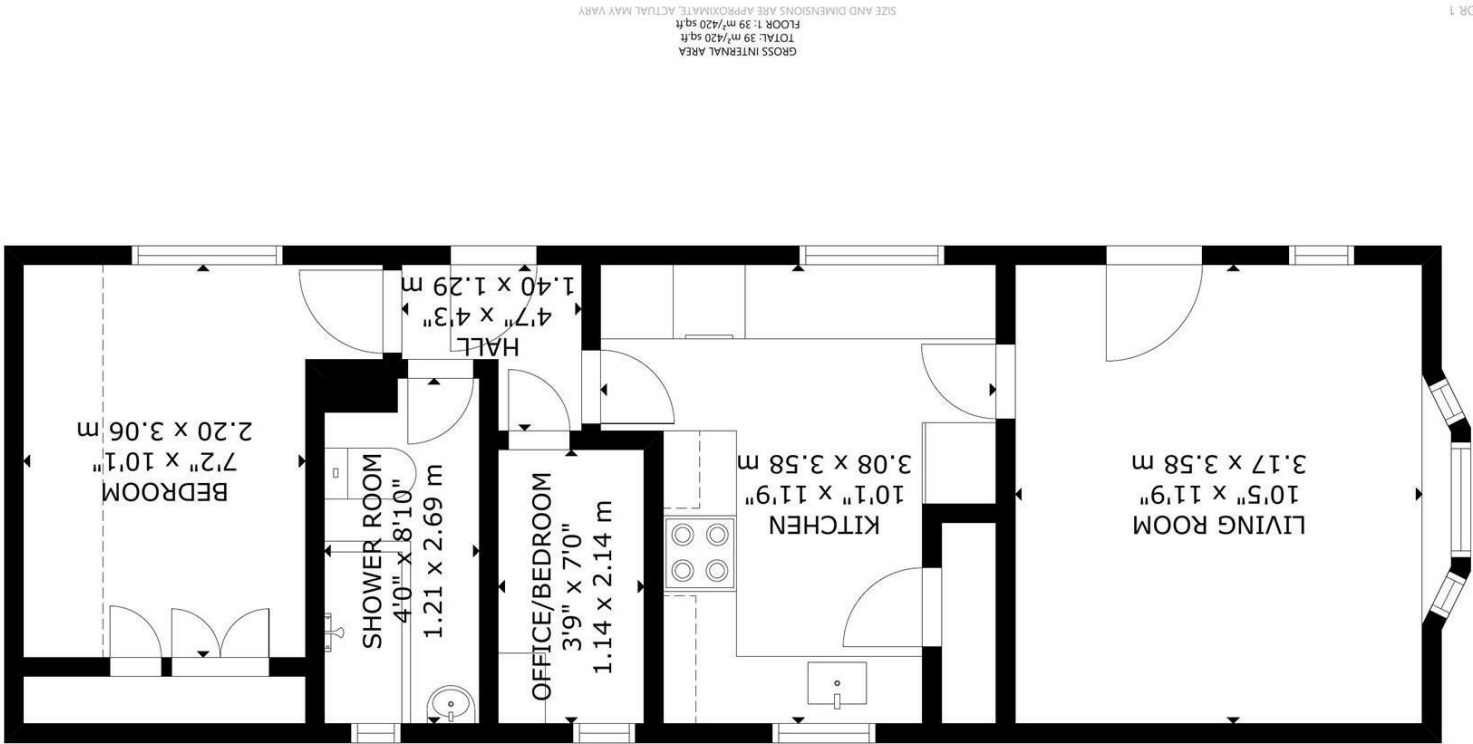 LIVING ROOM
10'5" x 11'9"
3.17 x 3.58 m
KITCHEN
10'1" x 11'9"
3.08 x 3.58 m
OFFICE/BEDROOM
3'9" x 7'0"
1.14 x 2.14 m
SHOWER ROOM
4'0" x 8'10"
1.21 x 2.69 m
BEDROOM
7'2" x 10'1"
2.20 x 3.06 m
HALL
4'7" x 4'3"
1.40 x 1.29 m
GROSS INTERNAL AREA
TOTAL: 39 m²/420 sq.ft
FLOOR 1: 39 m²/420 sq.ft
SIZE AND DIMENSIONS ARE APPROXIMATE, ACTUAL MAY VARY